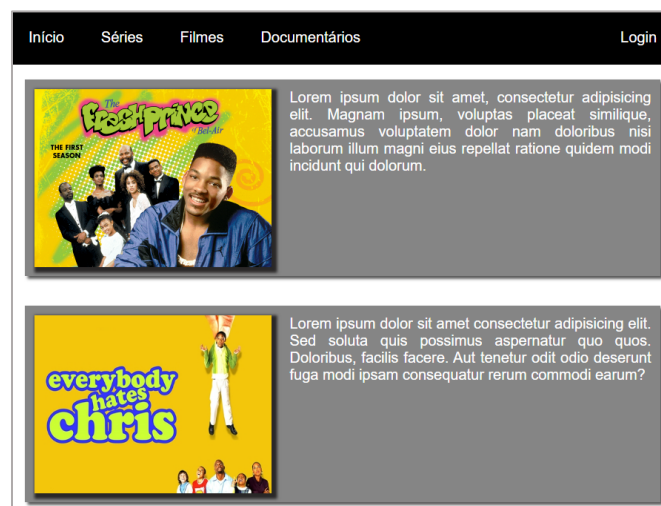 Início Séries Filmes Documentários Login
The
Fresh Prince
of Bel-Air
THE FIRST
SEASON
Lorem ipsum dolor sit amet, consectetur adipisicing
elit. Magnam ipsum, voluptas placeat similique,
accusamus voluptatem dolor nam doloribus nisi
laborum illum magni eius repellat ratione quidem modi
incidunt qui dolorum.
everybody
hates
chris
Lorem ipsum dolor sit amet consectetur adipisicing elit.
Sed soluta quis possimus aspernatur quo quos.
Doloribus, facilis facere. Aut tenetur odit odio deserunt
fuga modi ipsam consequatur rerum commodi earum?